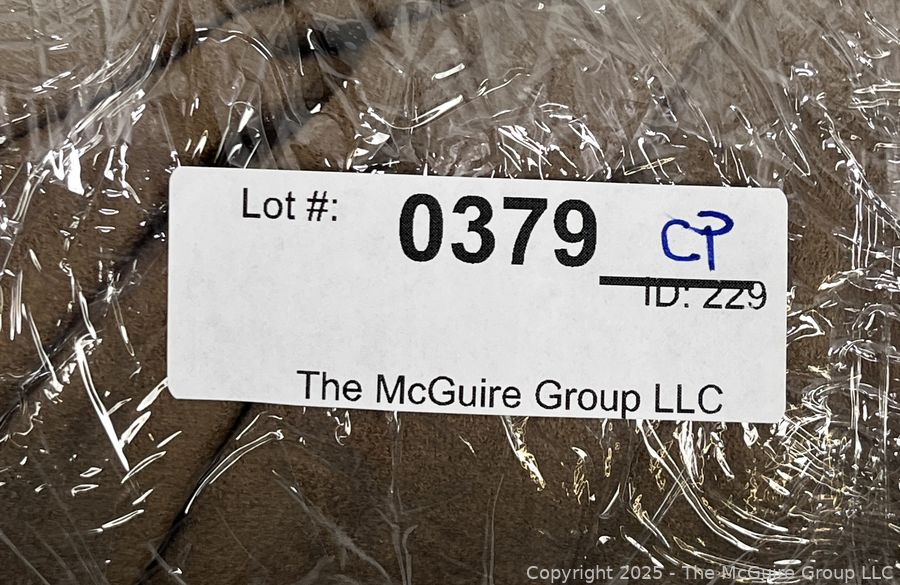 Lot #: 0379 CP
ID: 229
The McGuire Group LLC
Copyright 2025 - The McGuire Group LLC